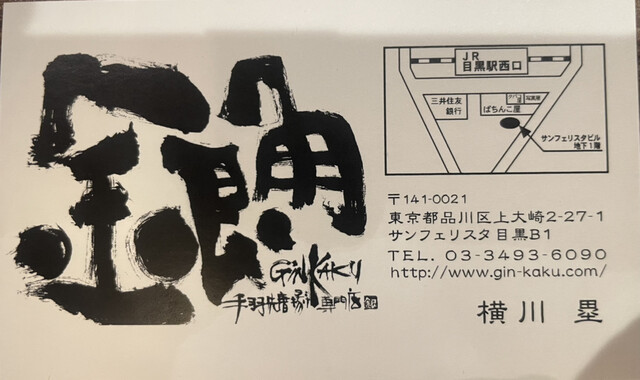 GINKAKU
JR
目黒駅西口
三井住友
銀行
ぱちんこ屋
サンフェリスタビル
地下1階
〒141-0021
東京都品川区上大崎2-27-1
サンフェリスタ目黒B1
TEL. 03-3493-6090
http://www.gin-kaku.com/
横川 塁